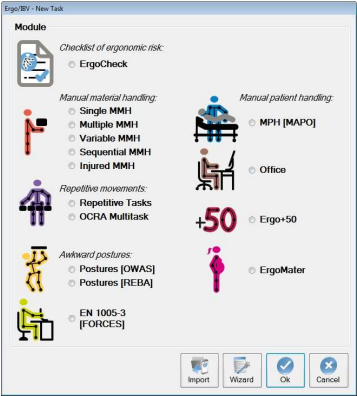 Ergo/IBV - New Task
Module
Checklist of ergonomic risk:
ErgoCheck
Manual material handling:
Single MMH
Multiple MMH
Variable MMH
Sequential MMH
Injured MMH
Repetitive movements:
Repetitive Tasks
OCRA Multitask
Awkward postures:
Postures [OWAS]
Postures [REBA]
EN 1005-3
[FORCES]
Manual patient handling:
MPH [MAPO]
Office
+50
Ergo+50
ErgoMater
Import
Wizard
Ok
Cancel